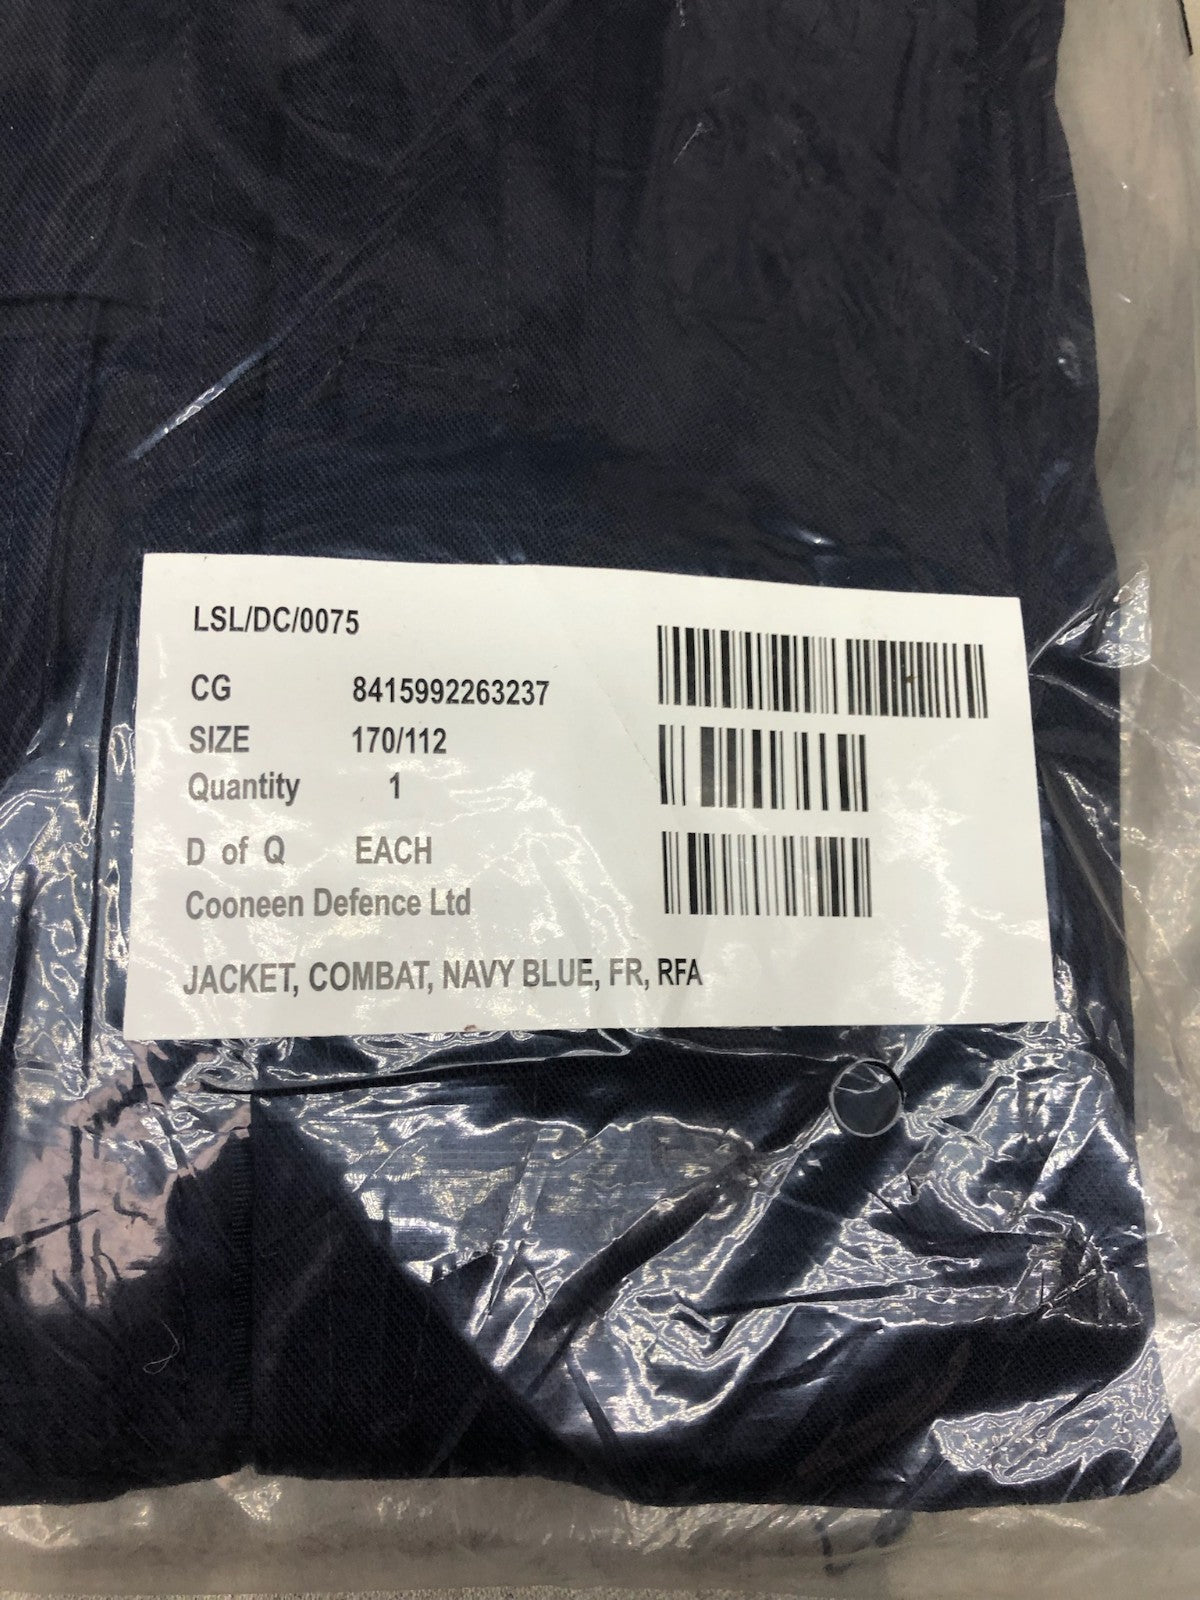 LSL/DC/0075
CG 8415992263237
SIZE 170/112
Quantity 1
D of Q EACH
Cooneen Defence Ltd
JACKET, COMBAT, NAVY BLUE, FR, RFA